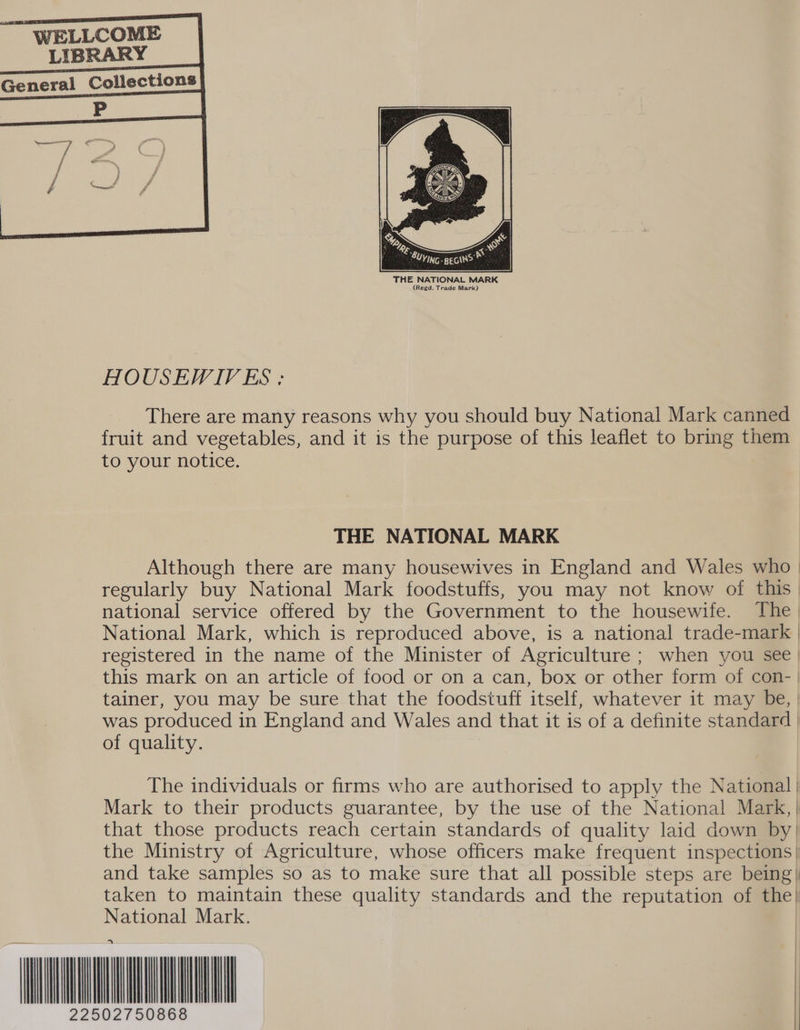 WELLCOME
LIBRARY
General Collections
P
739
EMPIRE·BUYING·BEGINS·AT·HOME
THE NATIONAL MARK
(Regd. Trade Mark)
HOUSEWIVES :
There are many reasons why you should buy National Mark canned
fruit and vegetables, and it is the purpose of this leaflet to bring them
to your notice.
THE NATIONAL MARK
Although there are many housewives in England and Wales who
regularly buy National Mark foodstuffs, you may not know of this
national service offered by the Government to the housewife. The
National Mark, which is reproduced above, is a national trade-mark
registered in the name of the Minister of Agriculture ; when you see
this mark on an article of food or on a can, box or other form of con-
tainer, you may be sure that the foodstuff itself, whatever it may be,
was produced in England and Wales and that it is of a definite standard
of quality.
The individuals or firms who are authorised to apply the National
Mark to their products guarantee, by the use of the National Mark,
that those products reach certain standards of quality laid down by
the Ministry of Agriculture, whose officers make frequent inspections
and take samples so as to make sure that all possible steps are being
taken to maintain these quality standards and the reputation of the
National Mark.
22502750868